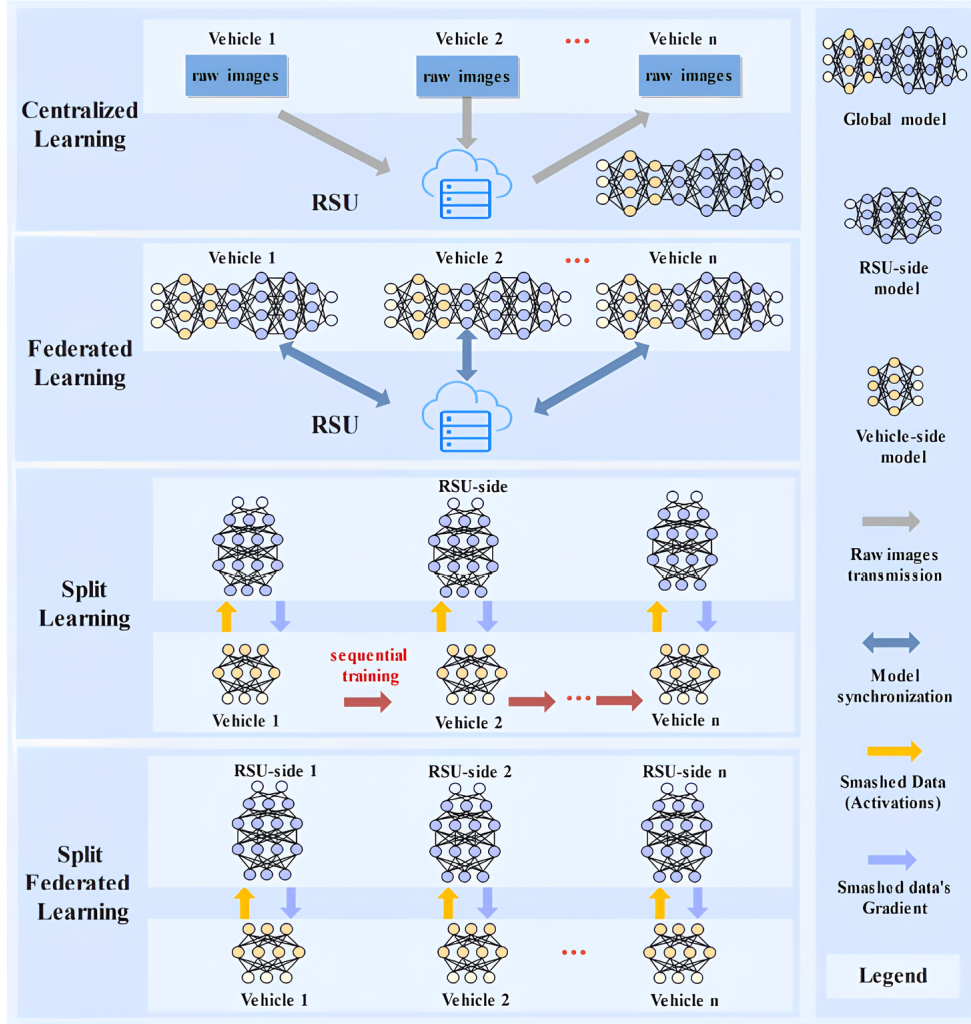 Vehicle 1
Vehicle 2
...
Vehicle n
raw images
raw images
raw images
Centralized
Learning
RSU
Vehicle 1
Vehicle 2
...
Vehicle n
Federated
Learning
RSU
RSU-side
Split
Learning
sequential
training
...
Vehicle 1
Vehicle 2
Vehicle n
RSU-side 1
RSU-side 2
RSU-side n
Split
Federated
Learning
...
Vehicle 1
Vehicle 2
Vehicle n
Global model
RSU-side
model
Vehicle-side
model
Raw images
transmission
Model
synchronization
Smashed Data
(Activations)
Smashed data's
Gradient
Legend